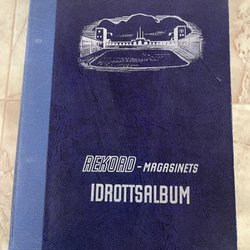 REKORD - MAGASINETS
IDROTTSALBUM